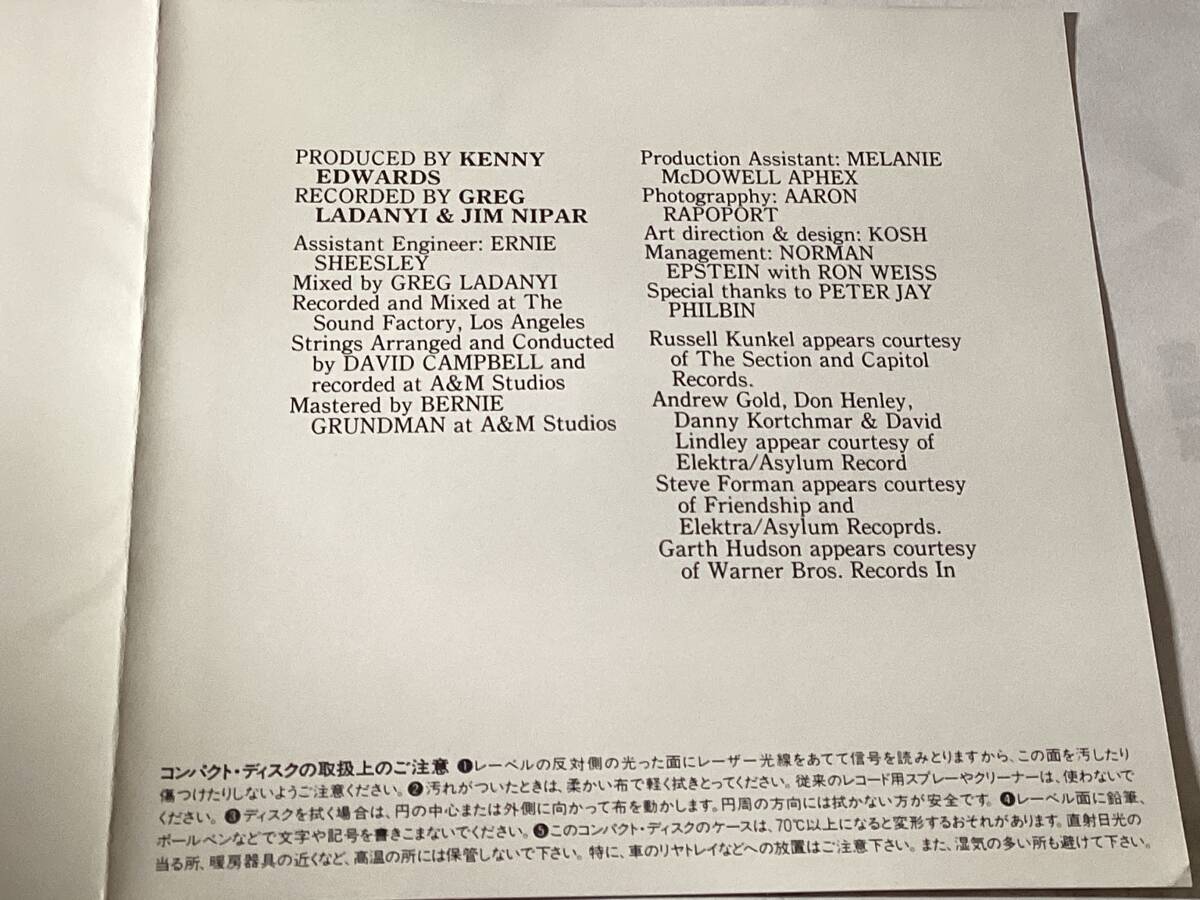 PRODUCED BY KENNY
EDWARDS
RECORDED BY GREG
LADANYI & JIM NIPAR
Assistant Engineer: ERNIE
SHEESLEY
Mixed by GREG LADANYI
Recorded and Mixed at The
Sound Factory, Los Angeles
Strings Arranged and Conducted
by DAVID CAMPBELL and
recorded at A&M Studios
Mastered by BERNIE
GRUNDMAN at A&M Studios
Production Assistant: MELANIE
McDOWELL APHEX
Photograpphy: AARON
RAPOPORT
Art direction & design: KOSH
Management: NORMAN
EPSTEIN with RON WEISS
Special thanks to PETER JAY
PHILBIN
Russell Kunkel appears courtesy
of The Section and Capitol
Records.
Andrew Gold, Don Henley,
Danny Kortchmar & David
Lindley appear courtesy of
Elektra/Asylum Record
Steve Forman appears courtesy
of Friendship and
Elektra/Asylum Recoprds.
Garth Hudson appears courtesy
of Warner Bros. Records In
コンパクト・ディスクの取扱上のご注意 ❶レーベルの反対側の光った面にレーザー光線をあてて信号を読みとりますから、この面を汚したり
傷つけたりしないようご注意ください。❷汚れがついたときは、柔かい布で軽く拭きとってください。従来のレコード用スプレーやクリーナーは、使わないで
ください。❸ディスクを拭く場合は、円の中心または外側に向かって布を動かします。円周の方向には拭かない方が安全です。❹レーベル面に鉛筆、
ボールペンなどで文字や記号を書きこまないでください。❺このコンパクト・ディスクのケースは、70℃以上になると変形するおそれがあります。直射日光の
当る所、暖房器具の近くなど、高温の所には保管しないで下さい。特に、車のリヤトレイなどへの放置はご注意下さい。また、湿気の多い所も避けて下さい。